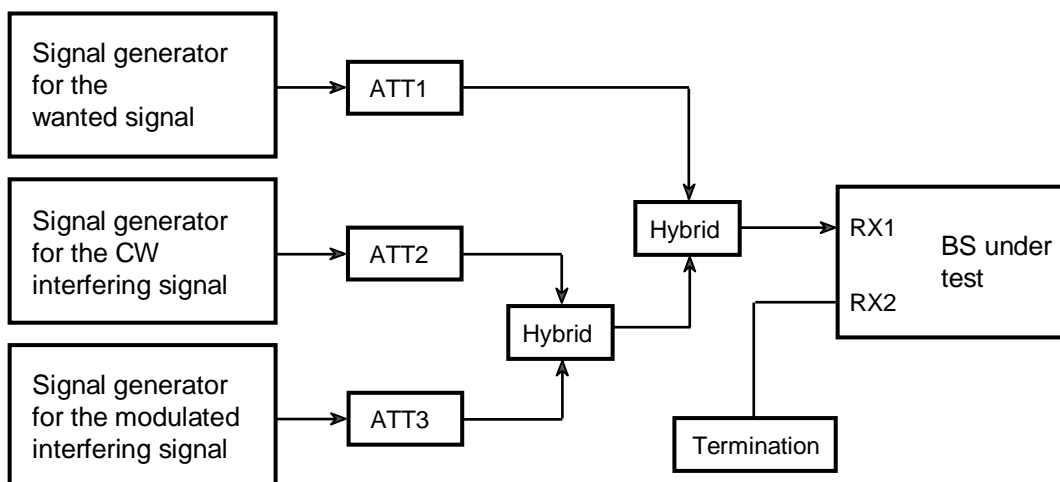 Signal generator
for the
wanted signal
ATT1
Signal generator
for the CW
interfering signal
ATT2
Hybrid
Hybrid
RX1
RX2
BS under
test
Signal generator
for the modulated
interfering signal
ATT3
Termination